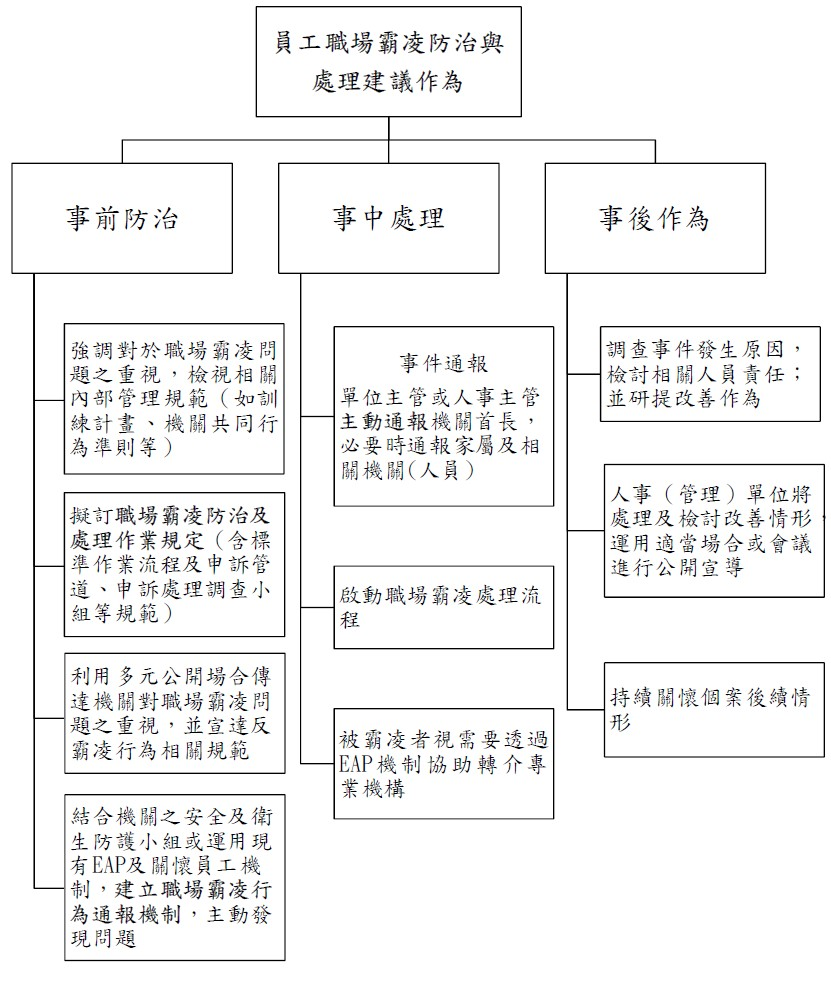 員工職場霸凌防治與
處理建議作為
事前防治
強調對於職場霸凌問
題之重視，檢視相關
內部管理規範（如訓
練計畫、機關共同行
為準則等）
擬訂職場霸凌防治及
處理作業規定（含標
準作業流程及申訴管
道、申訴處理調查小
組等規範）
利用多元公開場合傳
達機關對職場霸凌問
題之重視，並宣達反
霸凌行為相關規範
結合機關之安全及衛
生防護小組或運用現
有EAP及關懷員工機
制，建立職場霸凌行
為通報機制，主動發
現問題
事中處理
事件通報
單位主管或人事主管
主動通報機關首長，
必要時通報家屬及相
關機關(人員)
啟動職場霸凌處理流
程
被霸凌者視需要透過
EAP機制協助轉介專
業機構
事後作為
調查事件發生原因，
檢討相關人員責任；
並研提改善作為
人事（管理）單位將
處理及檢討改善情形，
運用適當場合或會議
進行公開宣導
持續關懷個案後續情
形